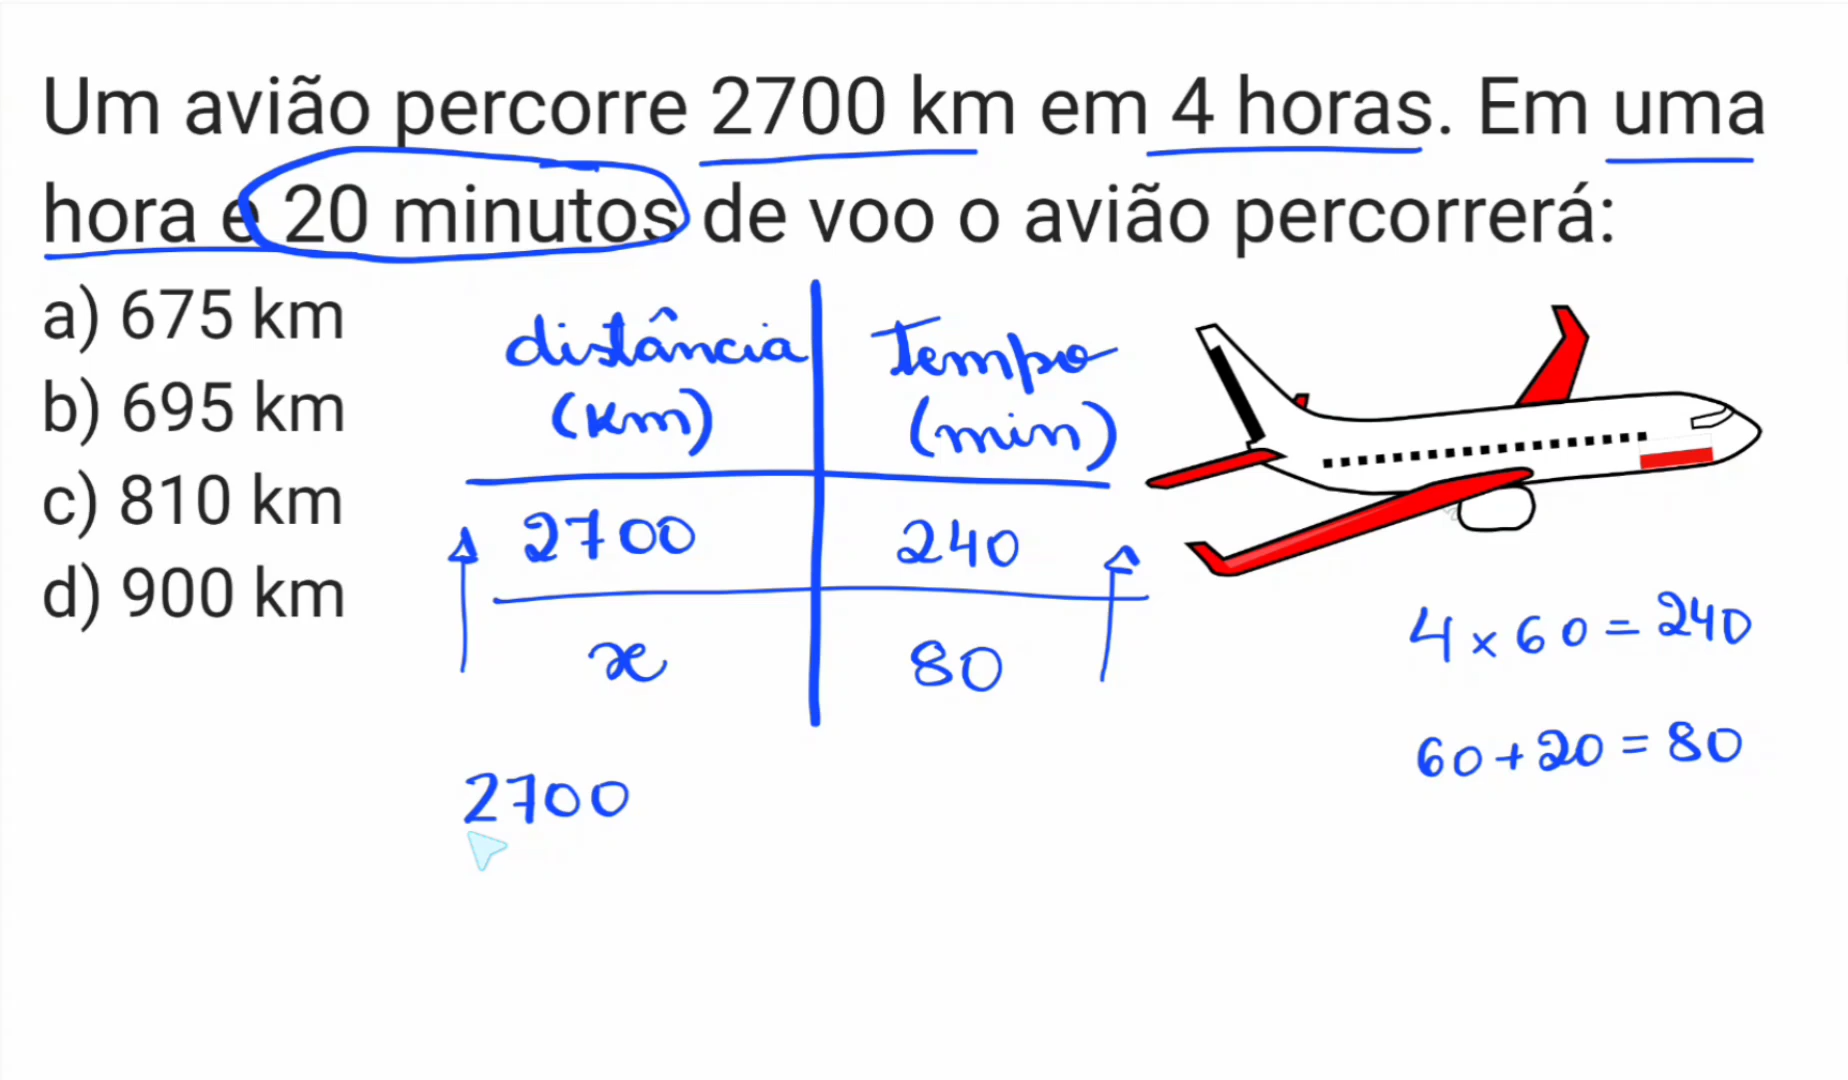 Um avião percorre 2700 km em 4 horas. Em uma
hora e 20 minutos de voo o avião percorrerá:
a) 675 km
b) 695 km
c) 810 km
d) 900 km
distância
(km)
Tempo
(min)
2700
240
x
80
4 × 60 = 240
60 + 20 = 80
2700